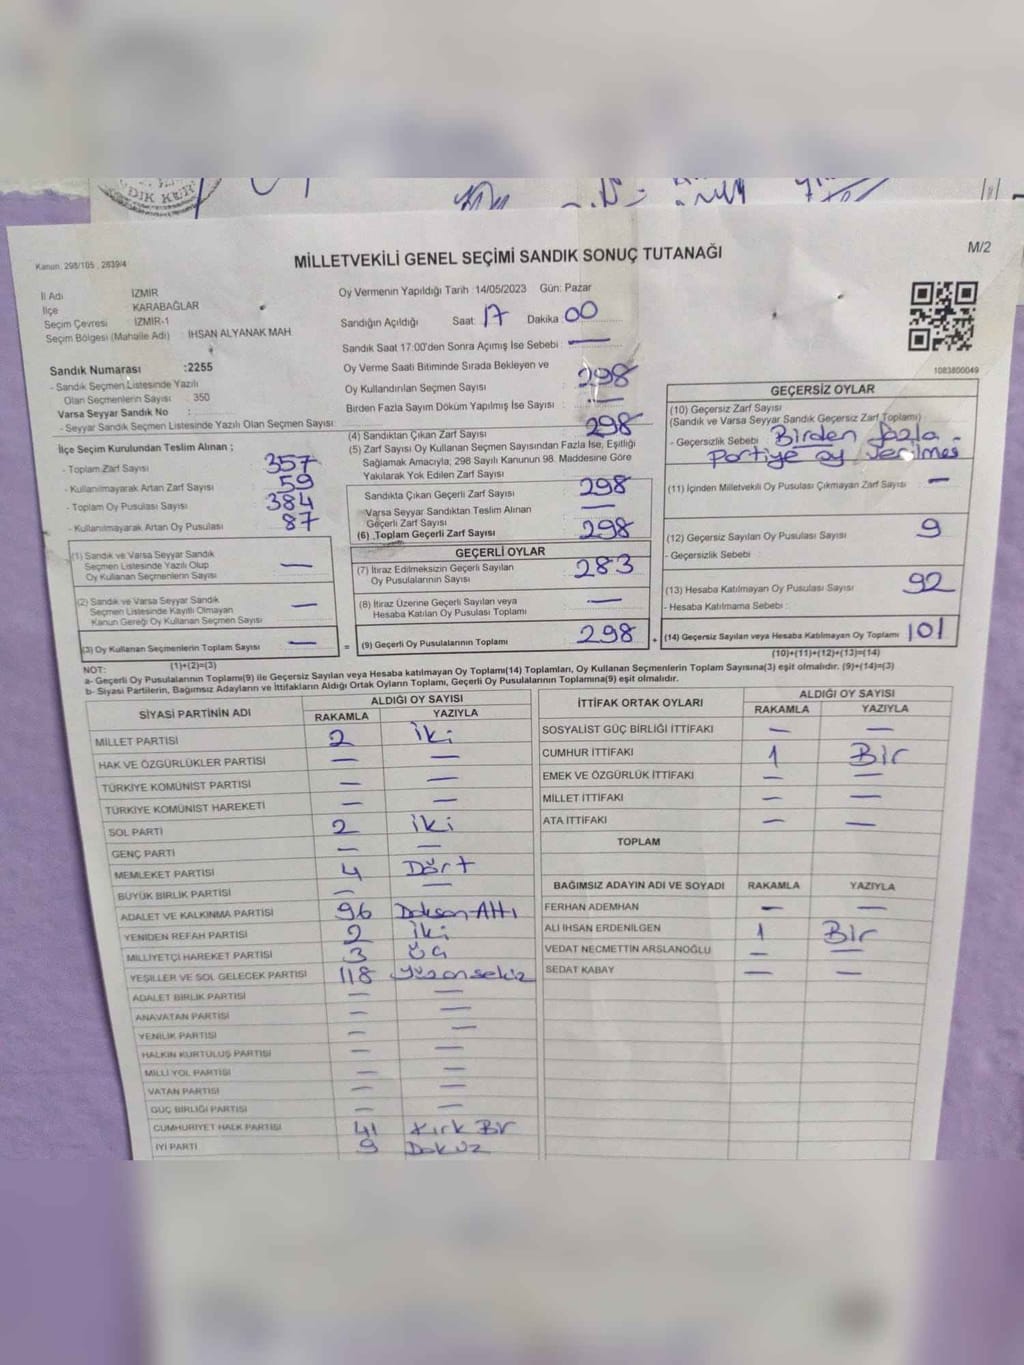 DIK KUR
MİLLETVEKİLİ GENEL SEÇİMİ SANDIK SONUÇ TUTANAĞI
M/2
Kanun: 298/105 , 2839/4
İl Adı İZMİR
İlçe KARABAĞLAR
Seçim Çevresi İZMİR-1
Seçim Bölgesi (Mahalle Adı) : İHSAN ALYANAK MAH
Oy Vermenin Yapıldığı Tarih :14/05/2023 Gün: Pazar
Sandığın Açıldığı Saat: 17 Dakika: 00
Sandık Saat 17:00'den Sonra Açımış İse Sebebi : —
Oy Verme Saati Bitiminde Sırada Bekleyen ve
Oy Kullandırılan Seçmen Sayısı : 298
Birden Fazla Sayım Döküm Yapılmış İse Sayısı : —
1083800049
Sandık Numarası :2255
- Sandık Seçmen Listesinde Yazılı
Olan Seçmenlerin Sayısı : 350
Varsa Seyyar Sandık No :
- Seyyar Sandık Seçmen Listesinde Yazılı Olan Seçmen Sayısı :
İlçe Seçim Kurulundan Teslim Alınan ;
- Toplam Zarf Sayısı 357
- Kullanılmayarak Artan Zarf Sayısı 59
- Toplam Oy Pusulası Sayısı 384
- Kullanılmayarak Artan Oy Pusulası 87
(1) Sandık ve Varsa Seyyar Sandık
Seçmen Listesinde Yazılı Olup
Oy Kullanan Seçmenlerin Sayısı : —
(2) Sandık ve Varsa Seyyar Sandık
Seçmen Listesinde Kayıtlı Olmayan
Kanun Gereği Oy Kullanan Seçmen Sayısı : —
(3) Oy Kullanan Seçmenlerin Toplam Sayısı : —
(1)+(2)=(3)
(4) Sandıktan Çıkan Zarf Sayısı : 298
(5) Zarf Sayısı Oy Kullanan Seçmen Sayısından Fazla İse, Eşitliği
Sağlamak Amacıyla, 298 Sayılı Kanunun 98. Maddesine Göre
Yakılarak Yok Edilen Zarf Sayısı :
Sandıkta Çıkan Geçerli Zarf Sayısı : 298
Varsa Seyyar Sandıktan Teslim Alınan
Geçerli Zarf Sayısı : —
(6) Toplam Geçerli Zarf Sayısı : 298
GEÇERLİ OYLAR
(7) İtiraz Edilmeksizin Geçerli Sayılan
Oy Pusulalarının Sayısı : 283
(8) İtiraz Üzerine Geçerli Sayılan veya
Hesaba Katılan Oy Pusulası Toplamı : —
= (9) Geçerli Oy Pusulalarının Toplamı : 298 +
GEÇERSİZ OYLAR
(10) Geçersiz Zarf Sayısı
(Sandık ve Varsa Seyyar Sandık Geçersiz Zarf Toplamı)
- Geçersizlik Sebebi : Birden fazla
Partiye oy verilmes
(11) İçinden Milletvekili Oy Pusulası Çıkmayan Zarf Sayısı : —
(12) Geçersiz Sayılan Oy Pusulası Sayısı : 9
- Geçersizlik Sebebi :
(13) Hesaba Katılmayan Oy Pusulası Sayısı : 92
- Hesaba Katılmama Sebebi :
(14) Geçersiz Sayılan veya Hesaba Katılmayan Oy Toplamı : 101
(10)+(11)+(12)+(13)=(14)
NOT:
a- Geçerli Oy Pusulalarının Toplamı(9) ile Geçersiz Sayılan veya Hesaba katılmayan Oy Toplamı(14) Toplamları, Oy Kullanan Seçmenlerin Toplam Sayısına(3) eşit olmalıdır. (9)+(14)=(3)
b- Siyasi Partilerin, Bağımsız Adayların ve İttifakların Aldığı Ortak Oyların Toplamı, Geçerli Oy Pusulalarının Toplamına(9) eşit olmalıdır.
SİYASİ PARTİNİN ADI ALDIĞI OY SAYISI
RAKAMLA YAZIYLA
MİLLET PARTİSİ 2 İki
HAK VE ÖZGÜRLÜKLER PARTİSİ — —
TÜRKİYE KOMÜNİST PARTİSİ — —
TÜRKİYE KOMÜNİST HAREKETİ — —
SOL PARTİ 2 İki
GENÇ PARTİ — —
MEMLEKET PARTİSİ 4 Dört
BÜYÜK BİRLİK PARTİSİ — —
ADALET VE KALKINMA PARTİSİ 96 Doksan Altı
YENİDEN REFAH PARTİSİ 2 İki
MİLLİYETÇİ HAREKET PARTİSİ 3 Üç
YEŞİLLER VE SOL GELECEK PARTİSİ 118 Yüzonsekiz
ADALET BİRLİK PARTİSİ — —
ANAVATAN PARTİSİ — —
YENİLİK PARTİSİ — —
HALKIN KURTULUŞ PARTİSİ — —
MİLLİ YOL PARTİSİ — —
VATAN PARTİSİ — —
GÜÇ BİRLİĞİ PARTİSİ — —
CUMHURİYET HALK PARTİSİ 41 Kırk Bir
İYİ PARTİ 9 Dokuz
İTTİFAK ORTAK OYLARI ALDIĞI OY SAYISI
RAKAMLA YAZIYLA
SOSYALİST GÜÇ BİRLİĞİ İTTİFAKI — —
CUMHUR İTTİFAKI 1 Bir
EMEK VE ÖZGÜRLÜK İTTİFAKI — —
MİLLET İTTİFAKI — —
ATA İTTİFAKI — —
TOPLAM
BAĞIMSIZ ADAYIN ADI VE SOYADI RAKAMLA YAZIYLA
FERHAN ADEMHAN — —
ALİ İHSAN ERDENİLGEN 1 Bir
VEDAT NECMETTİN ARSLANOĞLU — —
SEDAT KABAY — —